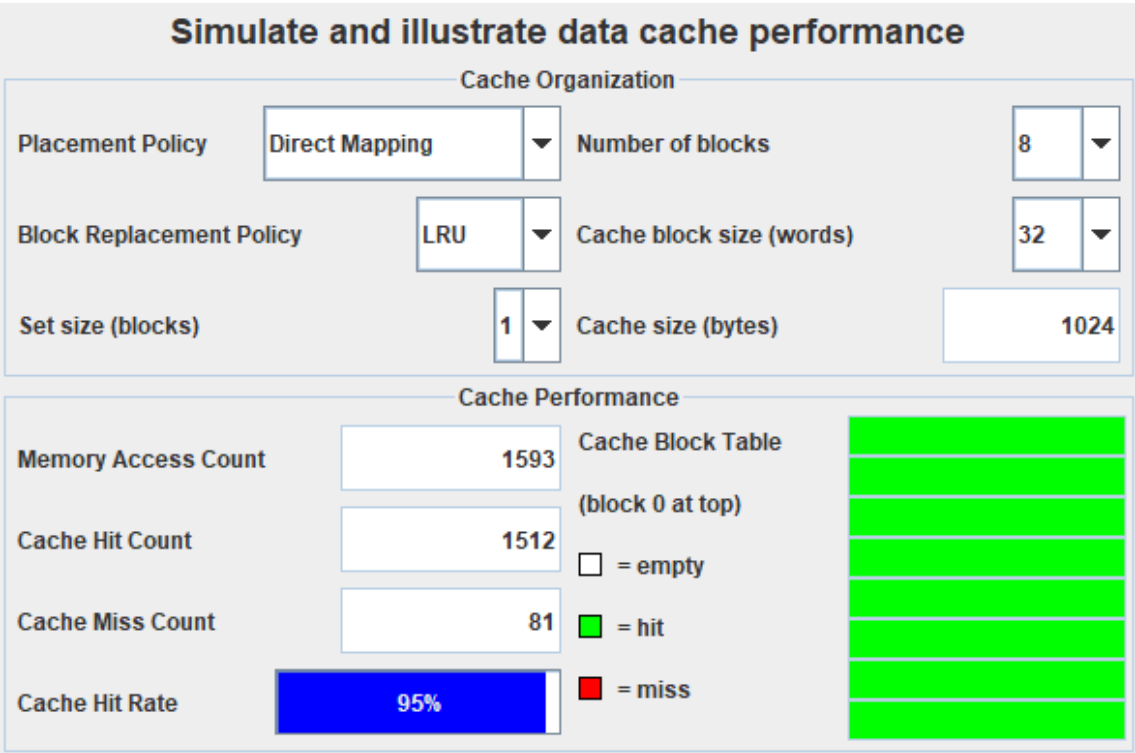 Simulate and illustrate data cache performance
Cache Organization
Placement Policy Direct Mapping Number of blocks 8
Block Replacement Policy LRU Cache block size (words) 32
Set size (blocks) 1 Cache size (bytes) 1024
Cache Performance
Memory Access Count 1593
Cache Hit Count 1512
Cache Miss Count 81
Cache Hit Rate 95%
Cache Block Table
(block 0 at top)
= empty
= hit
= miss